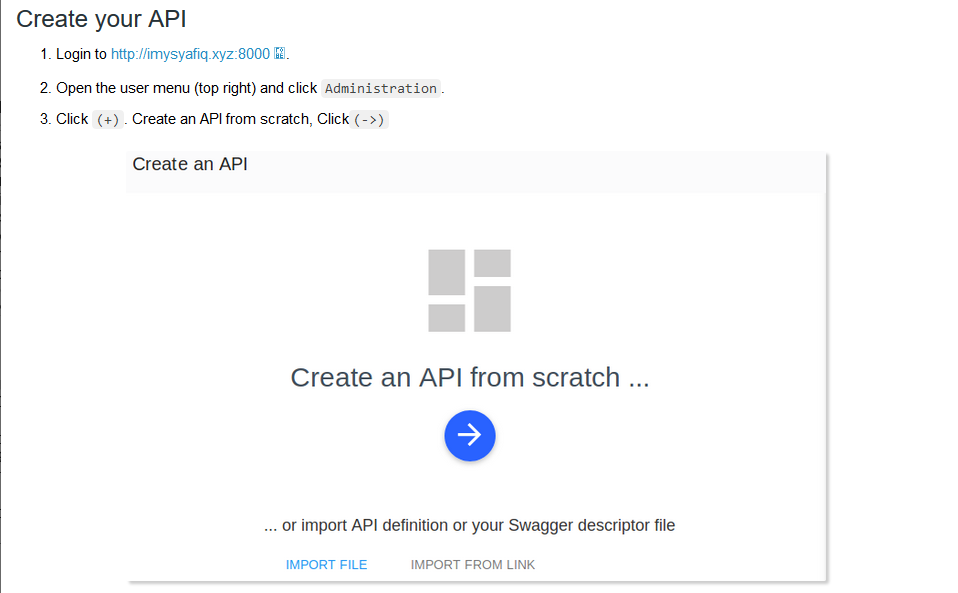 Create your API
1. Login to http://imysyafiq.xyz:8000.
2. Open the user menu (top right) and click Administration.
3. Click (+). Create an API from scratch, Click (->)
Create an API
Create an API from scratch ...
... or import API definition or your Swagger descriptor file
IMPORT FILE IMPORT FROM LINK